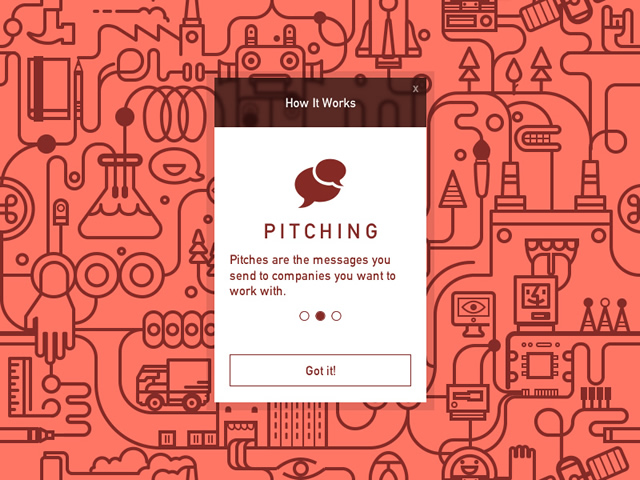 x
How It Works
PITCHING
Pitches are the messages you
send to companies you want to
work with.
Got it!